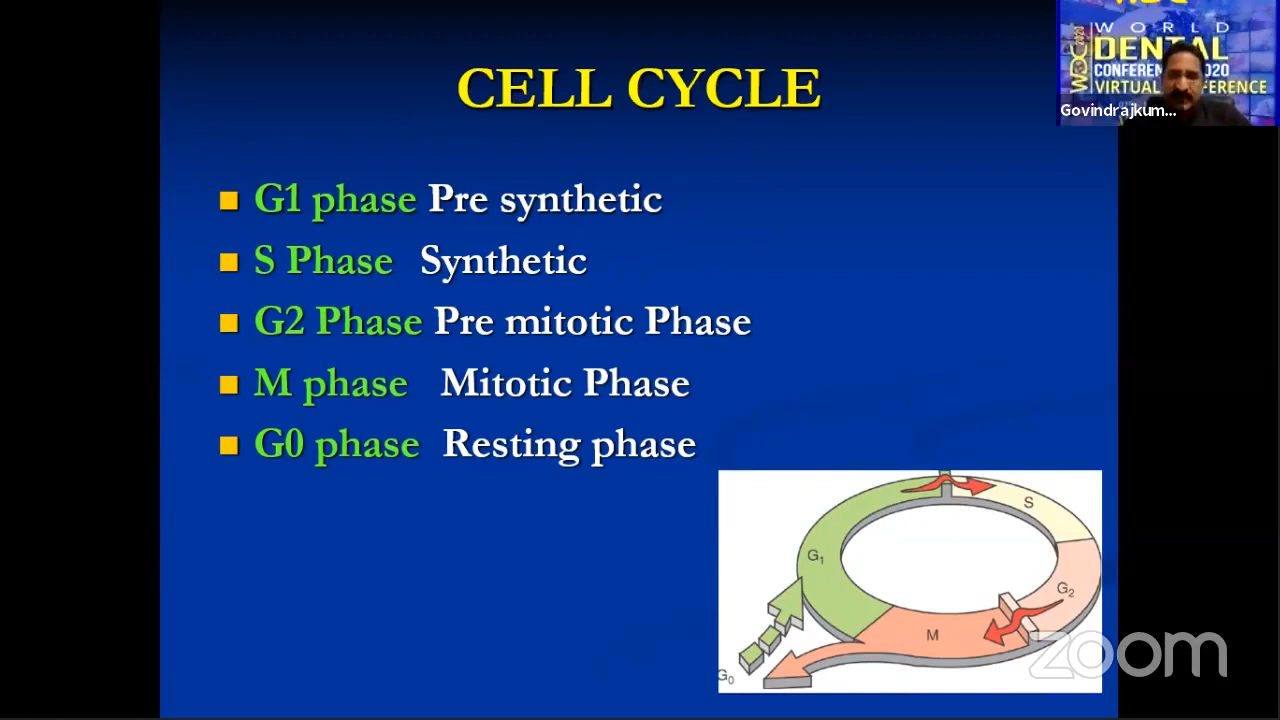 CELL CYCLE
G1 phase Pre synthetic
S Phase Synthetic
G2 Phase Pre mitotic Phase
M phase Mitotic Phase
G0 phase Resting phase
WORLD
DENTAL
2020
VIRTUAL
Govindrajkum...
S
G₁
G₂
M
G₀
zoom